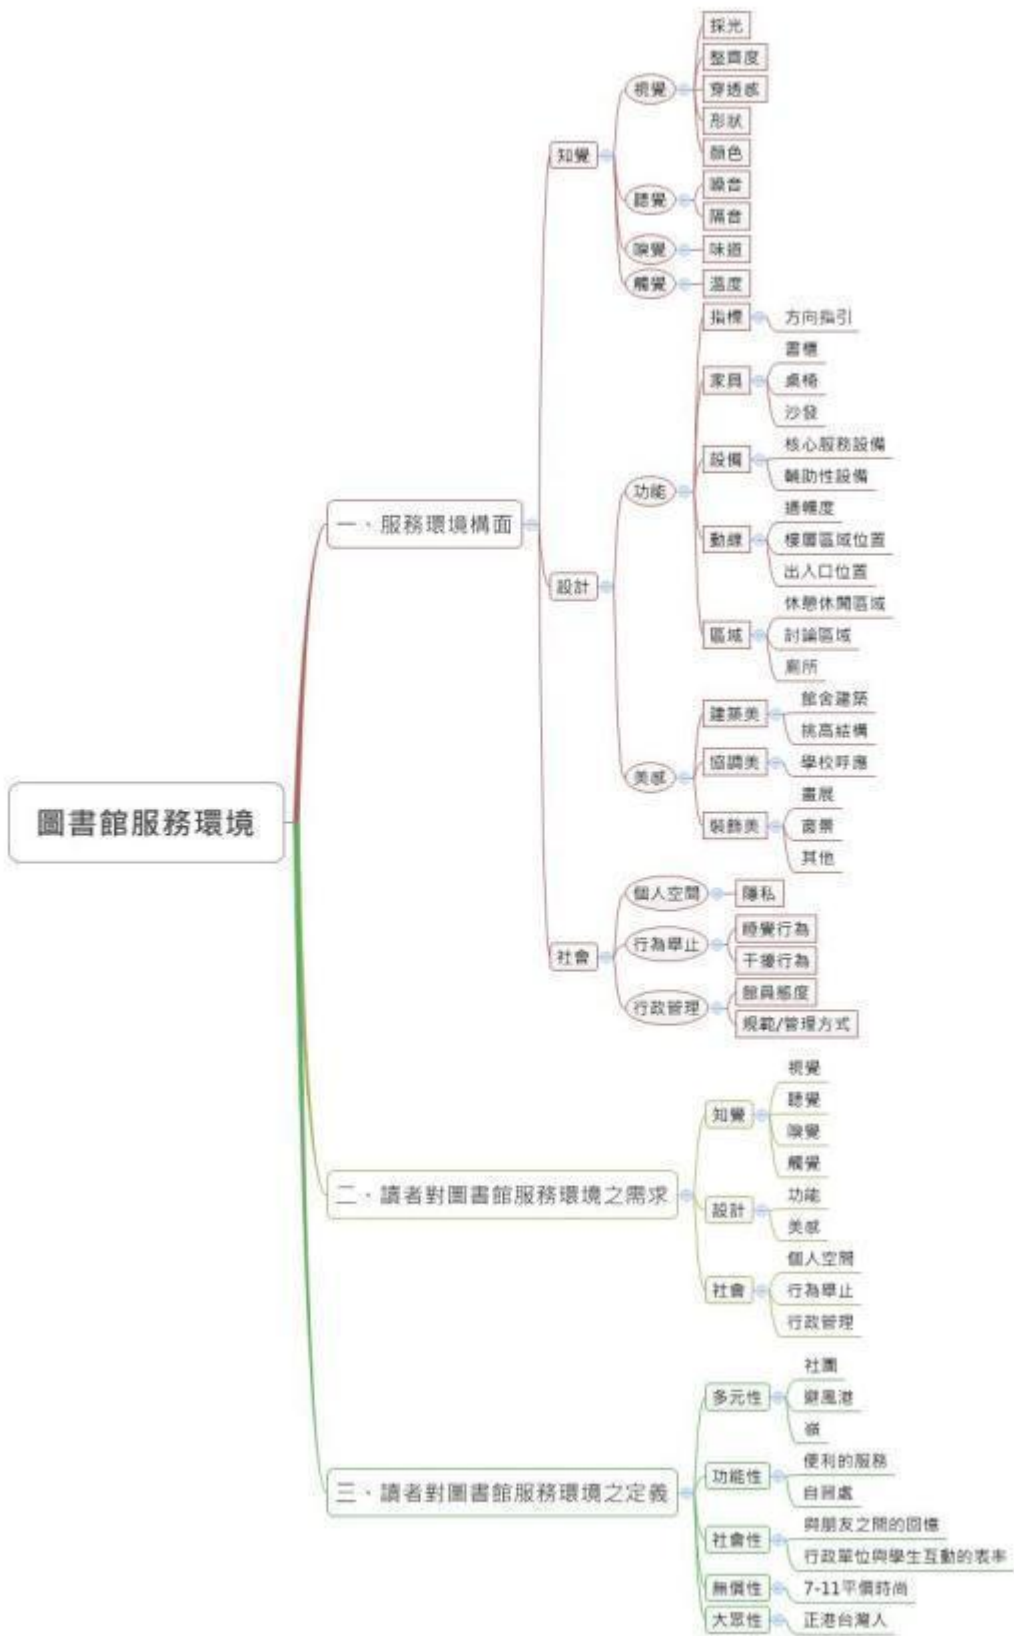 圖書館服務環境
一、服務環境構面
知覺
視覺
採光
整齊度
穿透感
形狀
顏色
聽覺
噪音
隔音
嗅覺
味道
觸覺
溫度
設計
功能
指標
方向指引
家具
書櫃
桌椅
沙發
設備
核心服務設備
輔助性設備
動線
通暢度
樓層區域位置
出入口位置
區域
休憩休閒區域
討論區域
廁所
美感
建築美
館舍建築
挑高結構
協調美
學校呼應
裝飾美
畫展
窗景
其他
社會
個人空間
隱私
行為舉止
睡覺行為
干擾行為
行政管理
館員態度
規範/管理方式
二、讀者對圖書館服務環境之需求
知覺
視覺
聽覺
嗅覺
觸覺
設計
功能
美感
社會
個人空間
行為舉止
行政管理
三、讀者對圖書館服務環境之定義
多元性
社團
避風港
功能性
便利的服務
自習處
社會性
與朋友之間的回憶
行政單位與學生互動的表率
無價性
7-11平價時尚
大眾性
正港台灣人